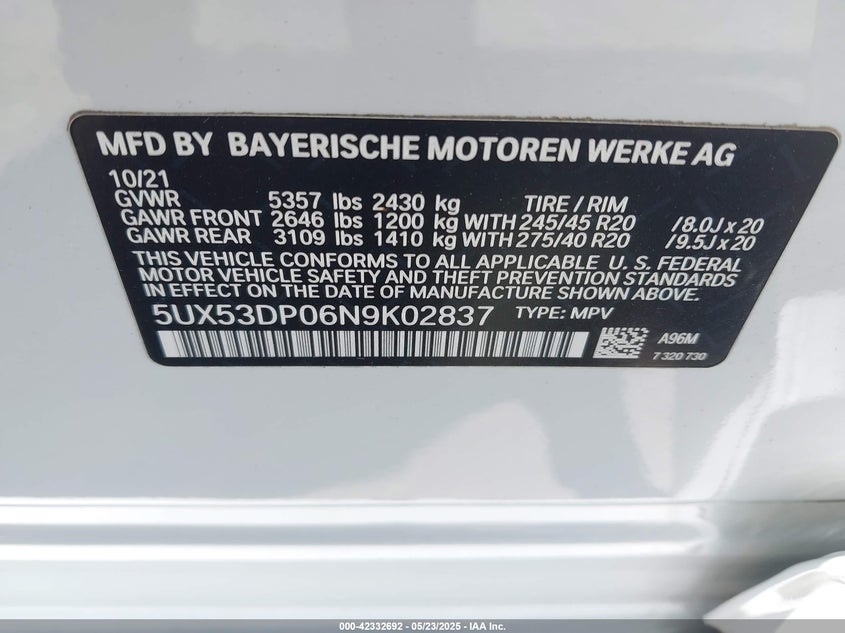 MFD BY BAYERISCHE MOTOREN WERKE AG
10/21
GVWR 5357 lbs 2430 kg TIRE / RIM
GAWR FRONT 2646 lbs 1200 kg WITH 245/45 R20 /8.0J x 20
GAWR REAR 3109 lbs 1410 kg WITH 275/40 R20 /9.5J x 20
THIS VEHICLE CONFORMS TO ALL APPLICABLE U. S. FEDERAL
MOTOR VEHICLE SAFETY AND THEFT PREVENTION STANDARDS
IN EFFECT ON THE DATE OF MANUFACTURE SHOWN ABOVE.
5UX53DP06N9K02837 TYPE: MPV
A96M
7 320 730
000-42332692 - 05/23/2025 - IAA Inc.